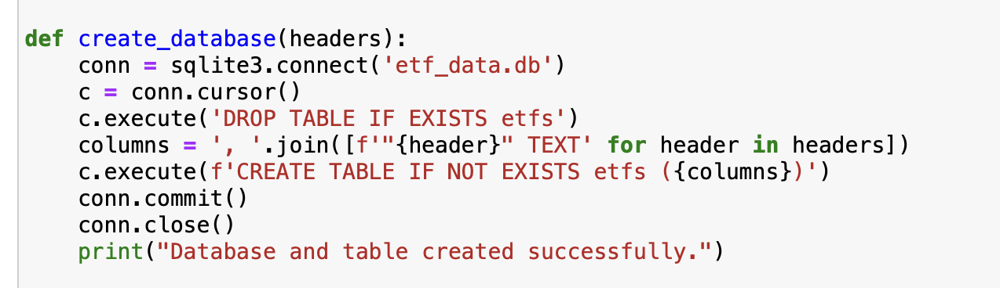 def create_database(headers):
    conn = sqlite3.connect('etf_data.db')
    c = conn.cursor()
    c.execute('DROP TABLE IF EXISTS etfs')
    columns = ', '.join([f'"{header}" TEXT' for header in headers])
    c.execute(f'CREATE TABLE IF NOT EXISTS etfs ({columns})')
    conn.commit()
    conn.close()
    print("Database and table created successfully.")